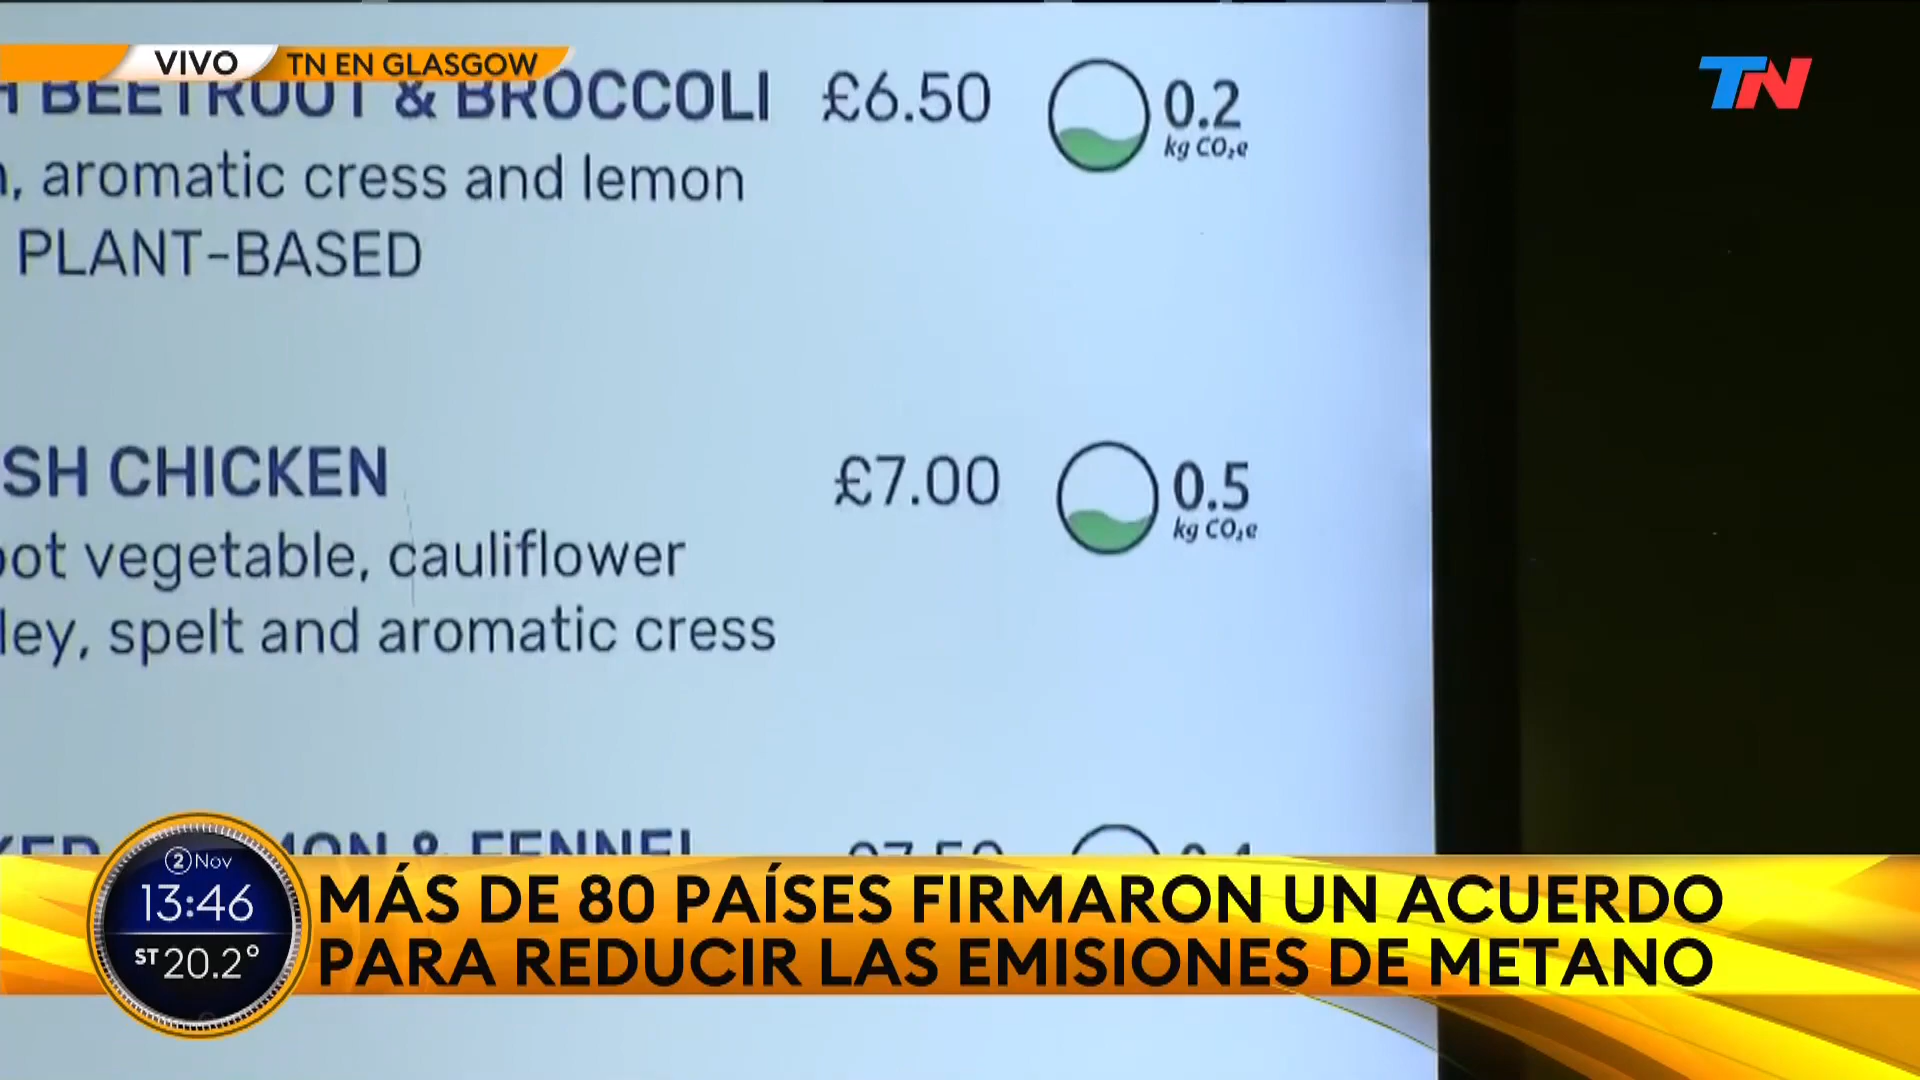 VIVO
TN EN GLASGOW
TN
BEETROOT & BROCCOLI £6.50 0.2
kg CO₂e
, aromatic cress and lemon
PLANT-BASED
SH CHICKEN £7.00 0.5
kg CO₂e
ot vegetable, cauliflower
ley, spelt and aromatic cress
& FENNEL
2 Nov
13:46
ST 20.2°
MÁS DE 80 PAÍSES FIRMARON UN ACUERDO
PARA REDUCIR LAS EMISIONES DE METANO